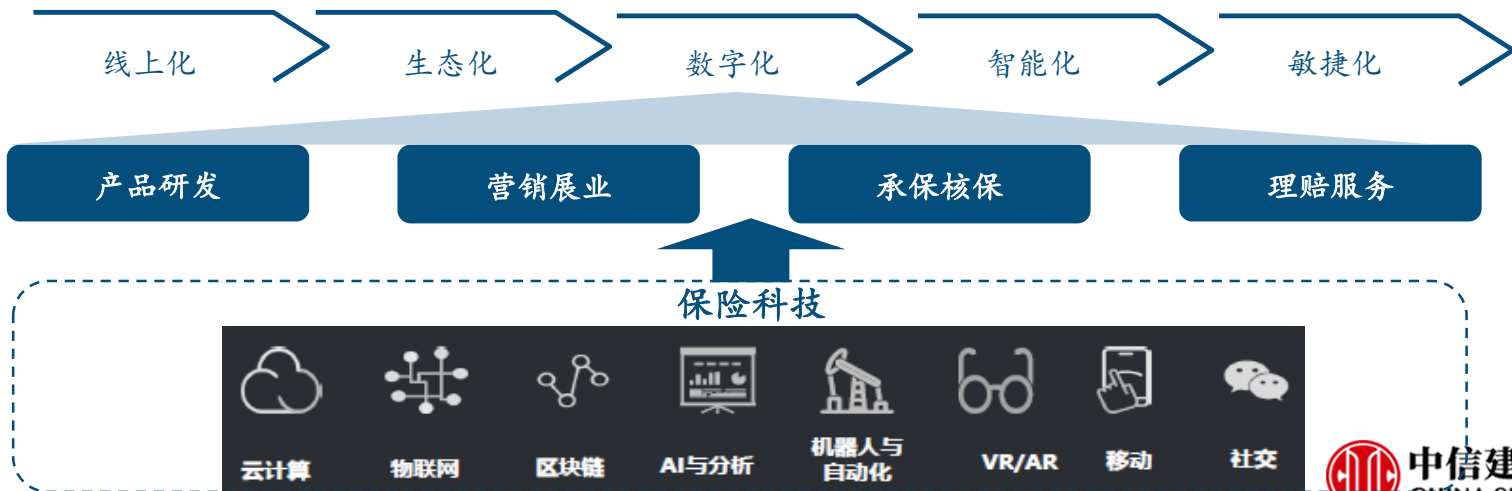 线上化
生态化
数字化
智能化
敏捷化
产品研发
营销展业
承保核保
理赔服务
保险科技
云计算
物联网
区块链
AI与分析
机器人与
自动化
VR/AR
移动
社交
中信建